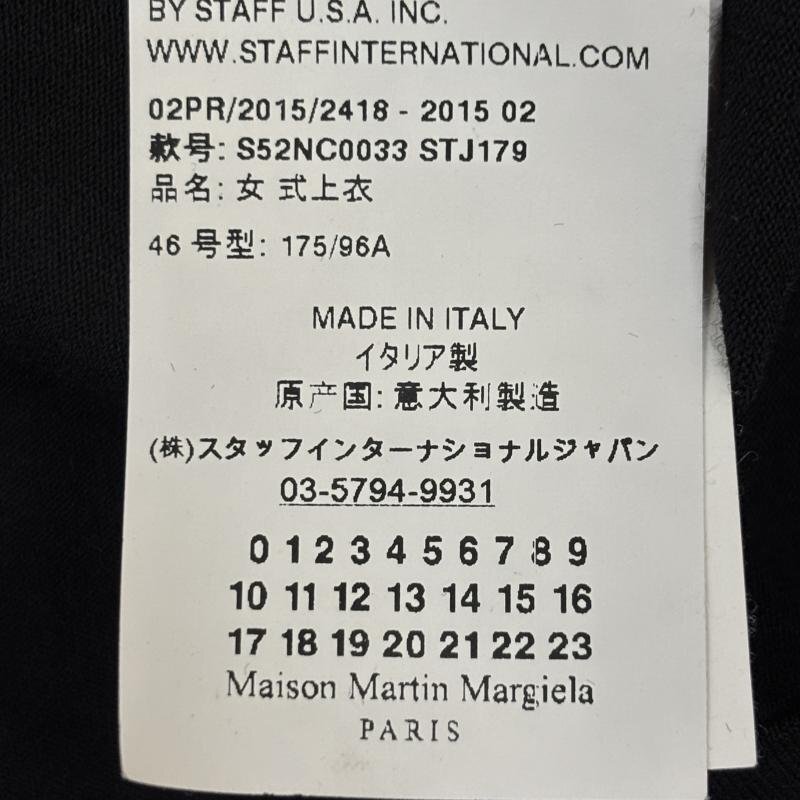 BY STAFF U.S.A. INC.
WWW.STAFFINTERNATIONAL.COM
02PR/2015/2418 - 2015 02
款号: S52NC0033 STJ179
品名: 女 式上衣
46 号型: 175/96A
MADE IN ITALY
イタリア製
原产国: 意大利製造
(株)スタッフインターナショナルジャパン
03-5794-9931
0 1 2 3 4 5 6 7 8 9
10 11 12 13 14 15 16
17 18 19 20 21 22 23
Maison Martin Margiela
PARIS